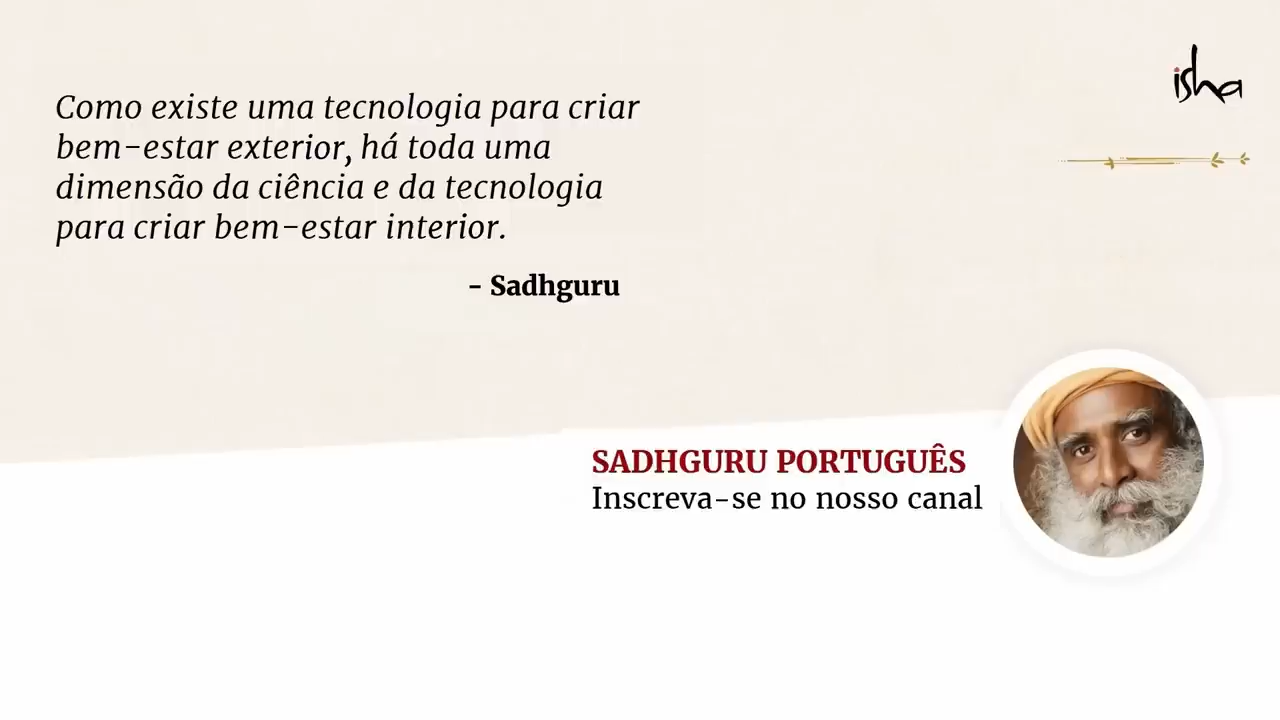 isha
Como existe uma tecnologia para criar
bem-estar exterior, há toda uma
dimensão da ciência e da tecnologia
para criar bem-estar interior.
- Sadhguru
SADHGURU PORTUGUÊS
Inscreva-se no nosso canal